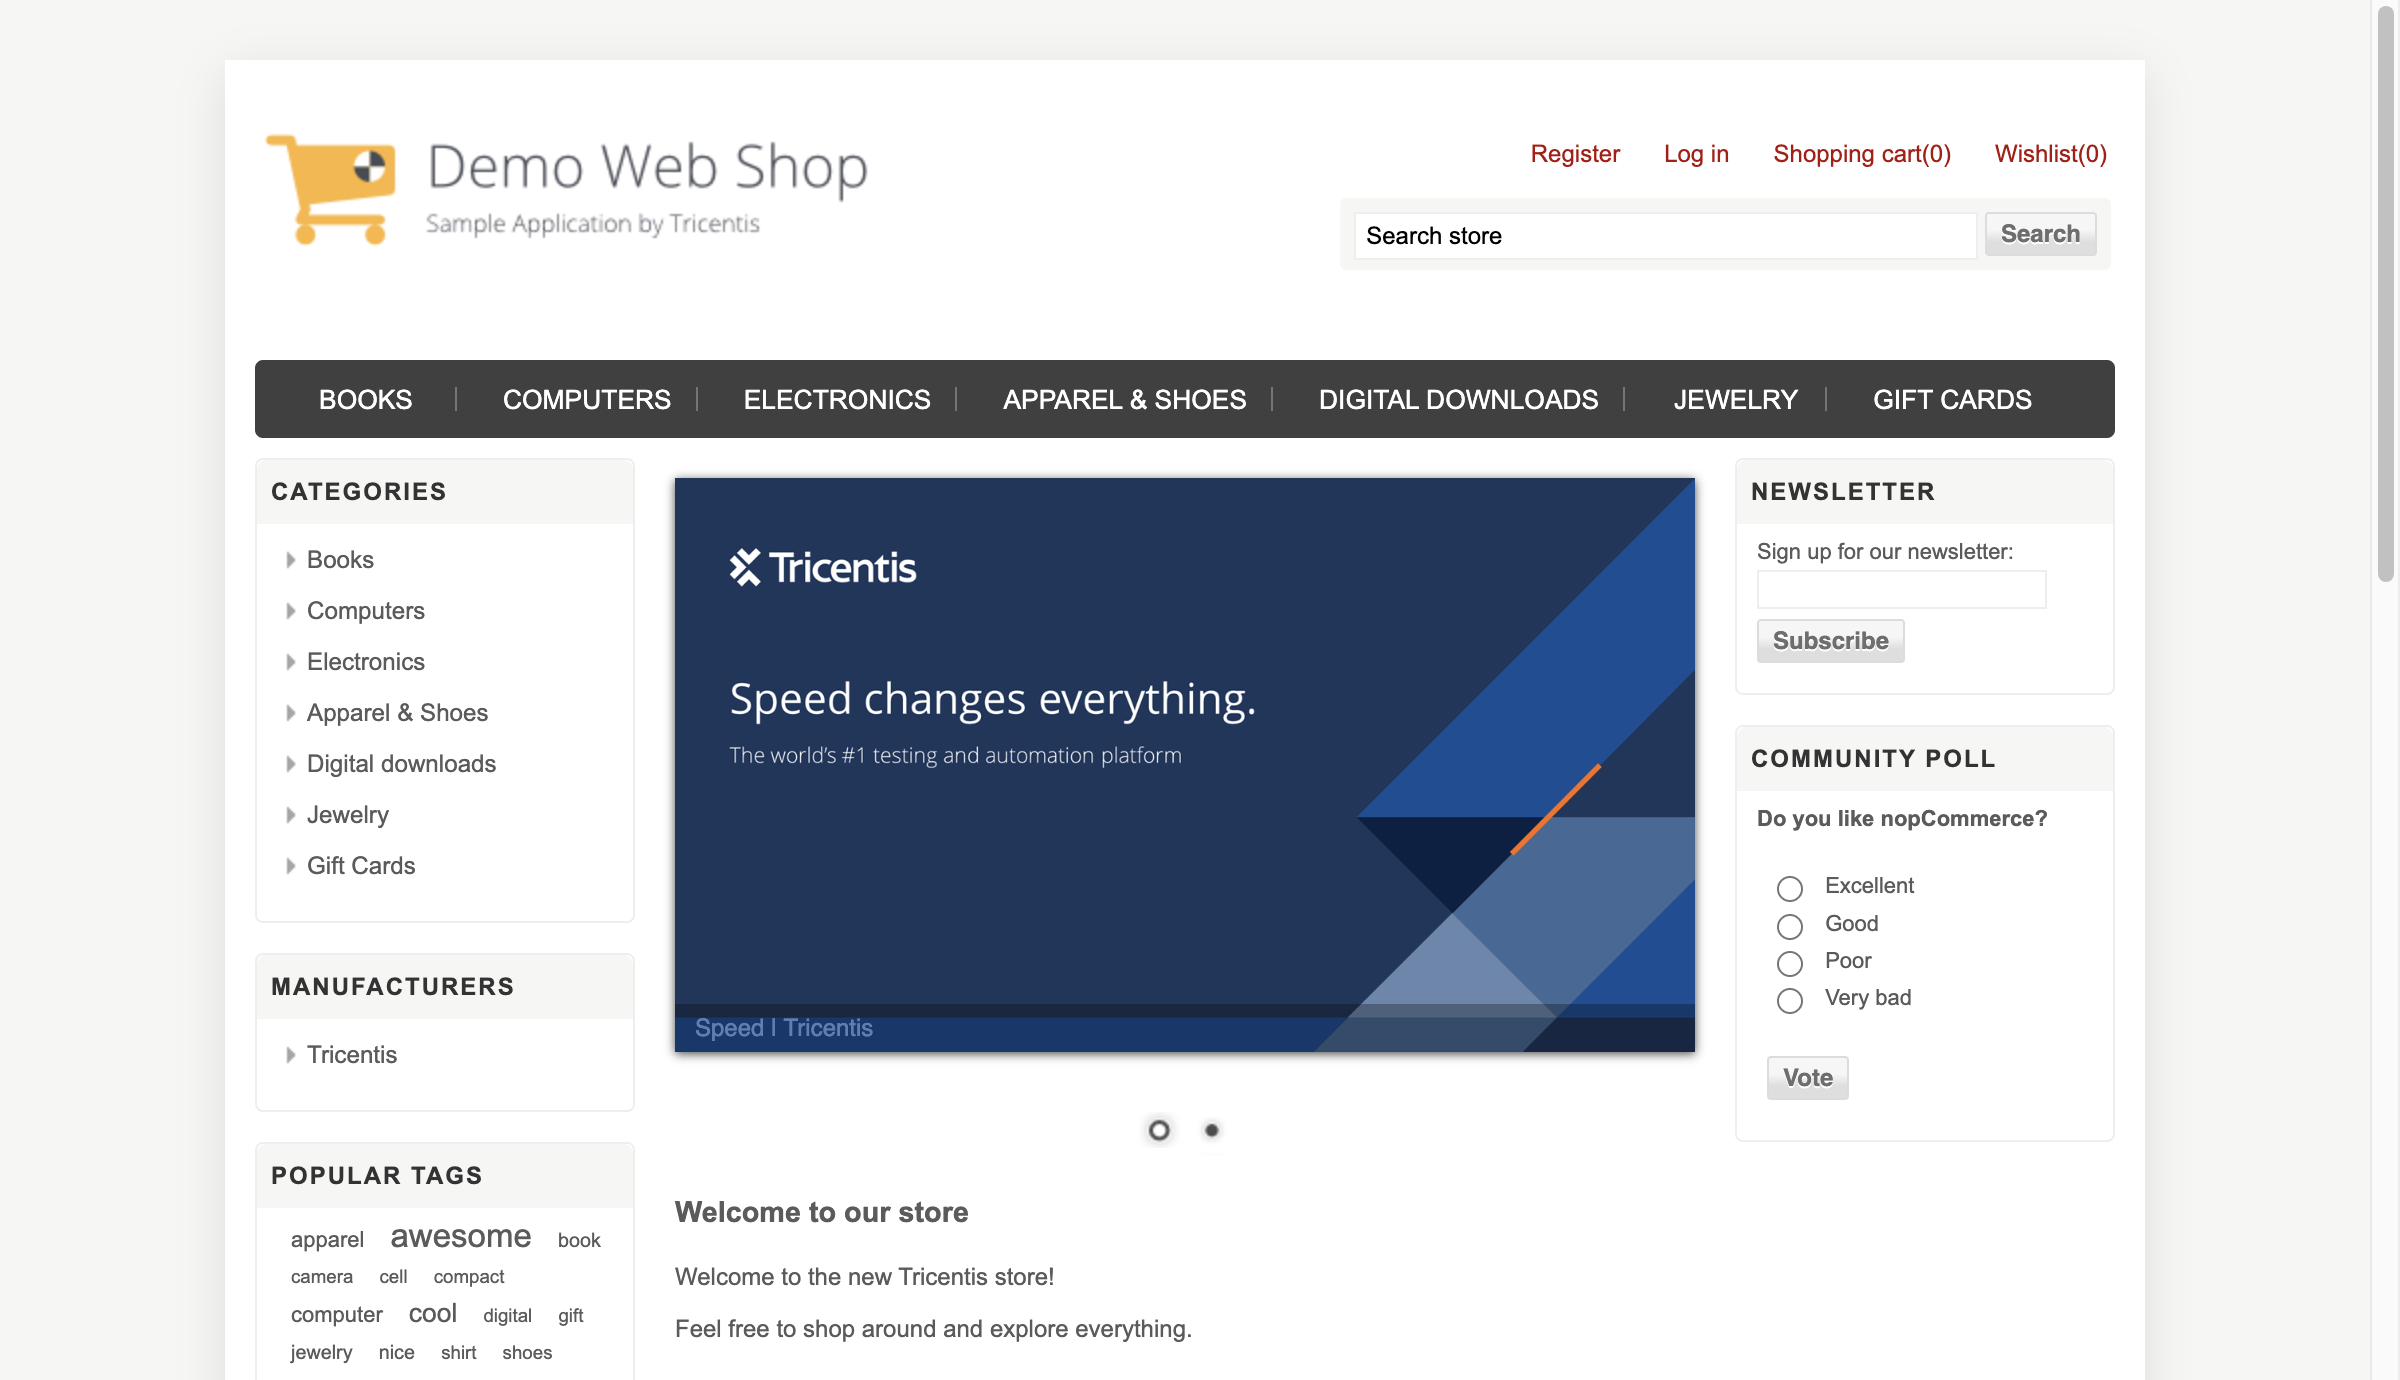 Demo Web Shop
Sample Application by Tricentis
Register Log in Shopping cart(0) Wishlist(0)
Search store Search
BOOKS COMPUTERS ELECTRONICS APPAREL & SHOES DIGITAL DOWNLOADS JEWELRY GIFT CARDS
CATEGORIES
Books
Computers
Electronics
Apparel & Shoes
Digital downloads
Jewelry
Gift Cards
MANUFACTURERS
Tricentis
POPULAR TAGS
apparel awesome book
camera cell compact
computer cool digital gift
jewelry nice shirt shoes
Tricentis
Speed changes everything.
The world's #1 testing and automation platform
Speed | Tricentis
Welcome to our store
Welcome to the new Tricentis store!
Feel free to shop around and explore everything.
NEWSLETTER
Sign up for our newsletter:
Subscribe
COMMUNITY POLL
Do you like nopCommerce?
Excellent
Good
Poor
Very bad
Vote